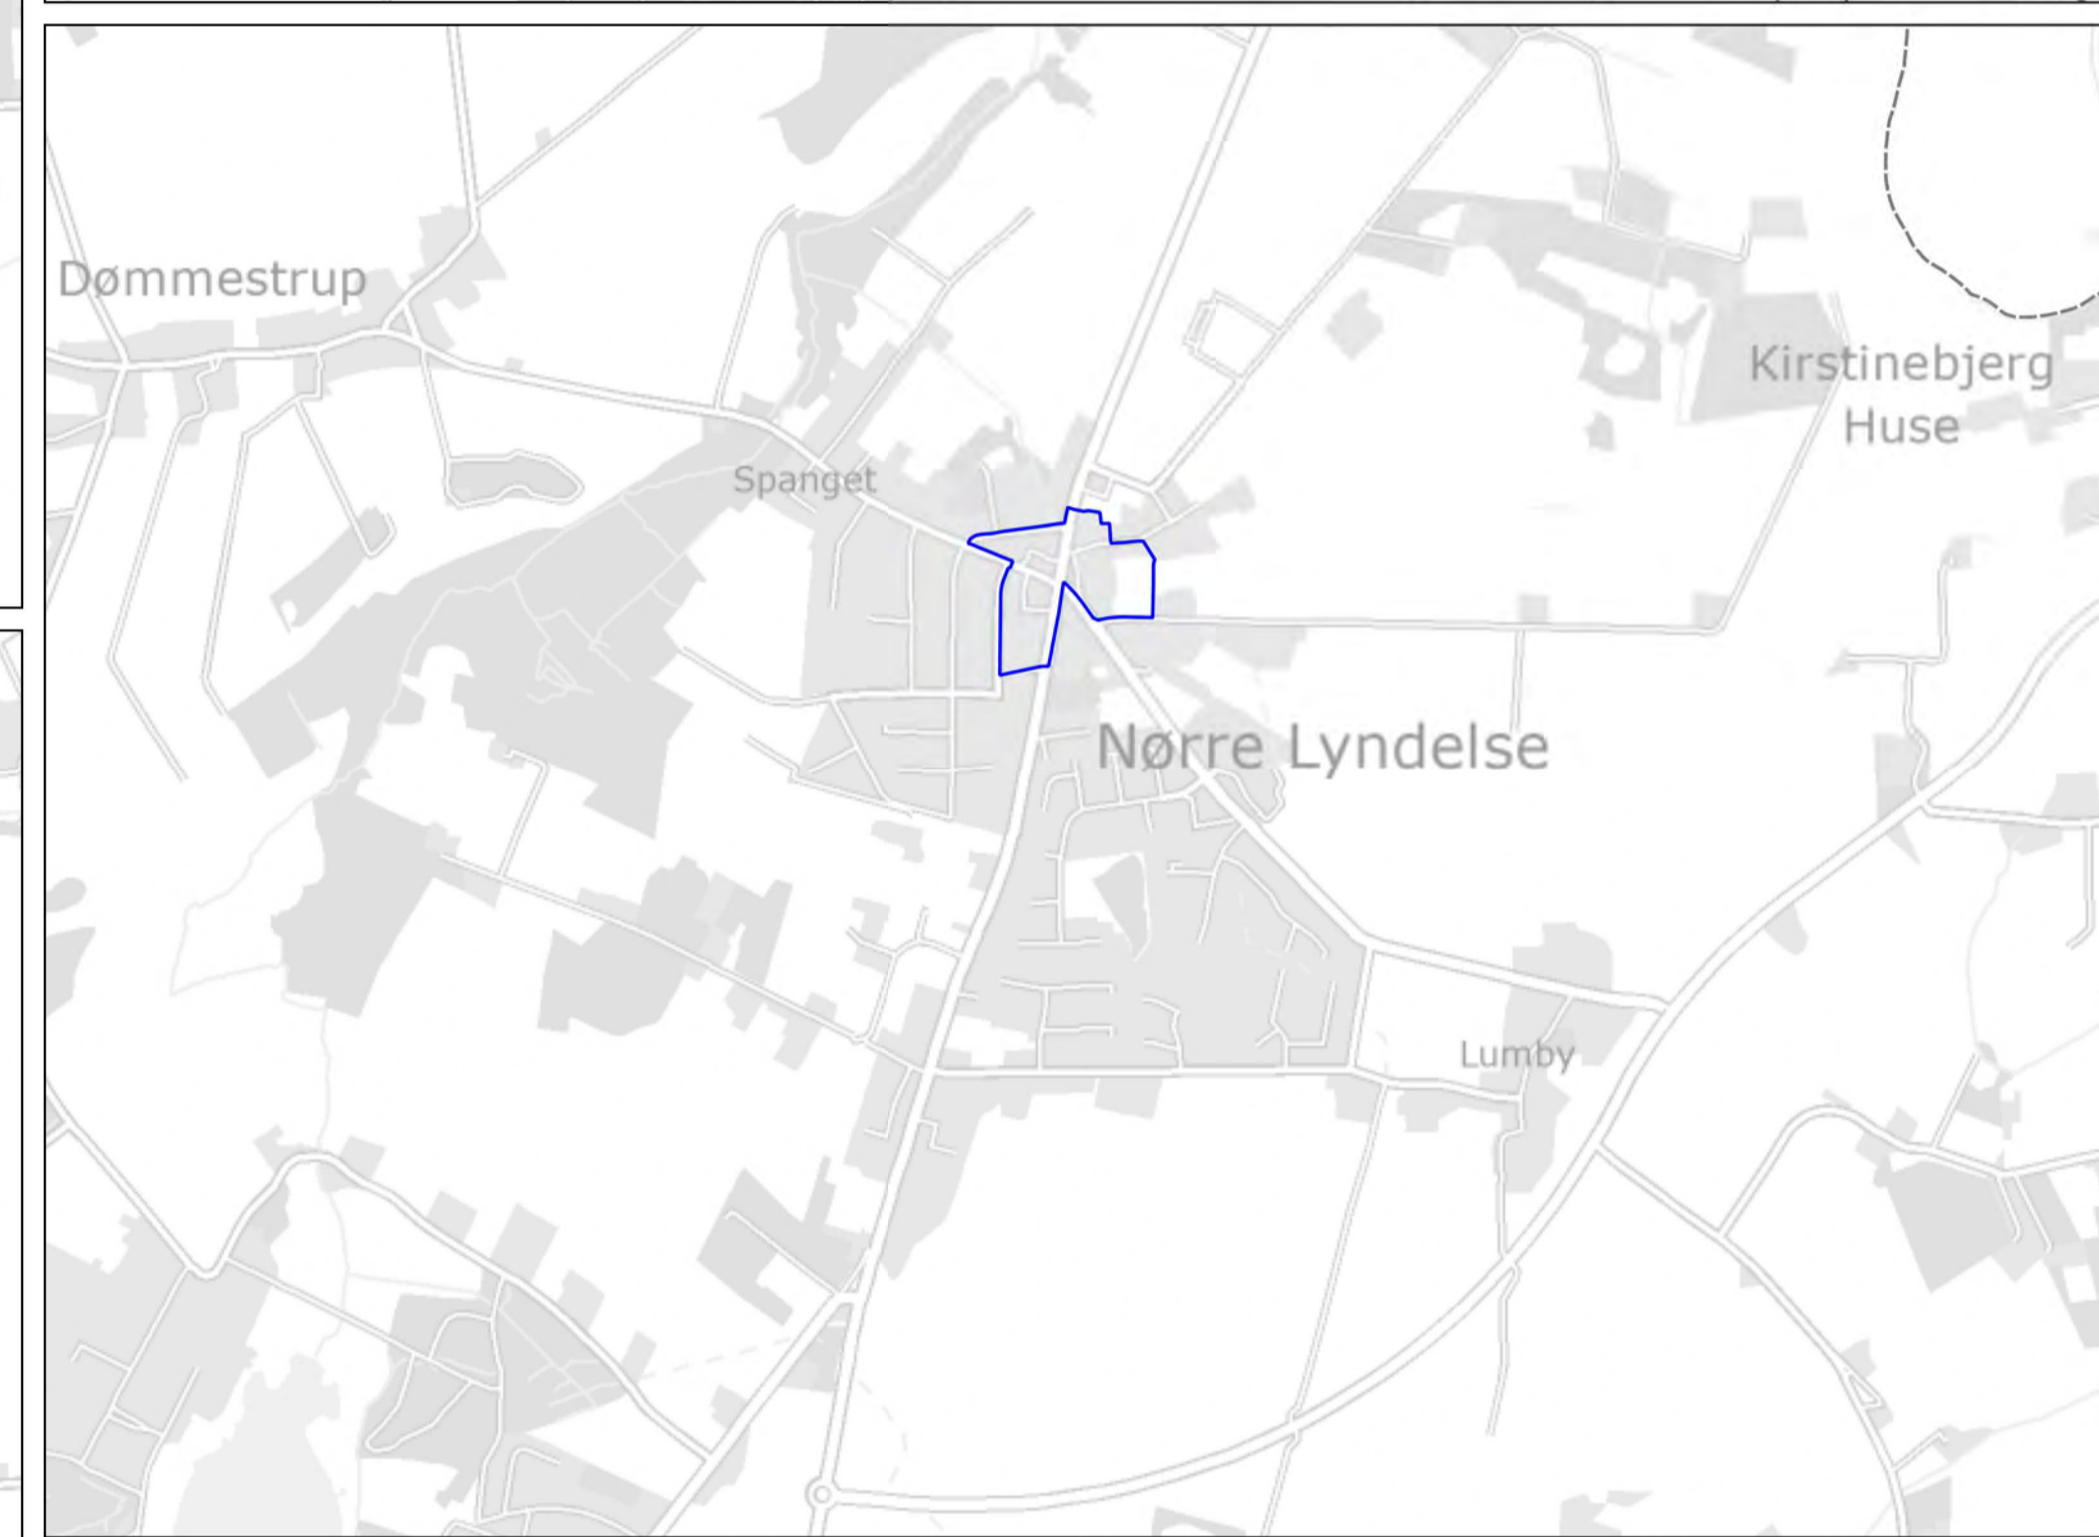 Dømmestrup
Kirstinebjerg
Huse
Spanget
Nørre Lyndelse
Lumby